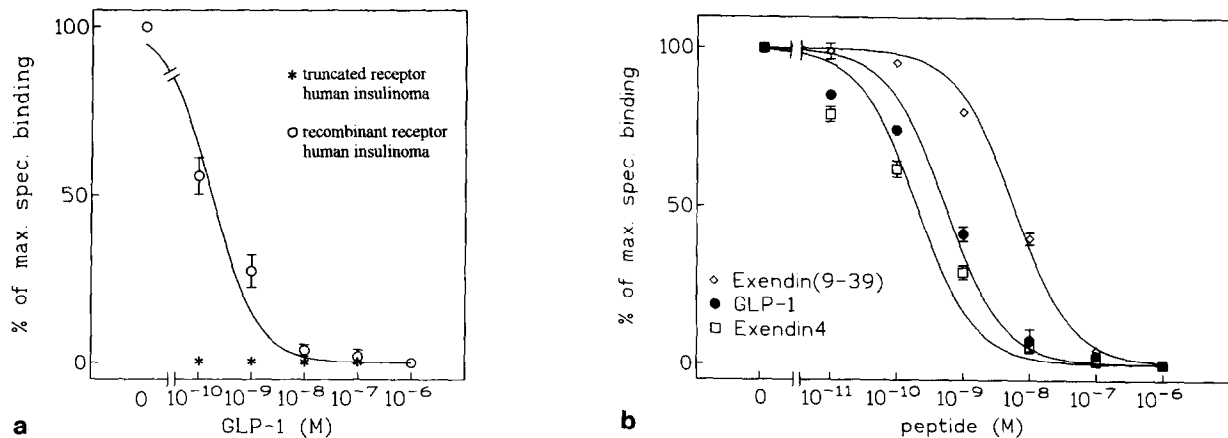 % of max. spec. binding
100
50
0
* truncated receptor
human insulinoma
○ recombinant receptor
human insulinoma
0 10⁻¹⁰ 10⁻⁹ 10⁻⁸ 10⁻⁷ 10⁻⁶
GLP-1 (M)
a
% of max. spec. binding
100
50
0
◇ Exendin(9-39)
● GLP-1
□ Exendin4
0 10⁻¹¹ 10⁻¹⁰ 10⁻⁹ 10⁻⁸ 10⁻⁷ 10⁻⁶
peptide (M)
b